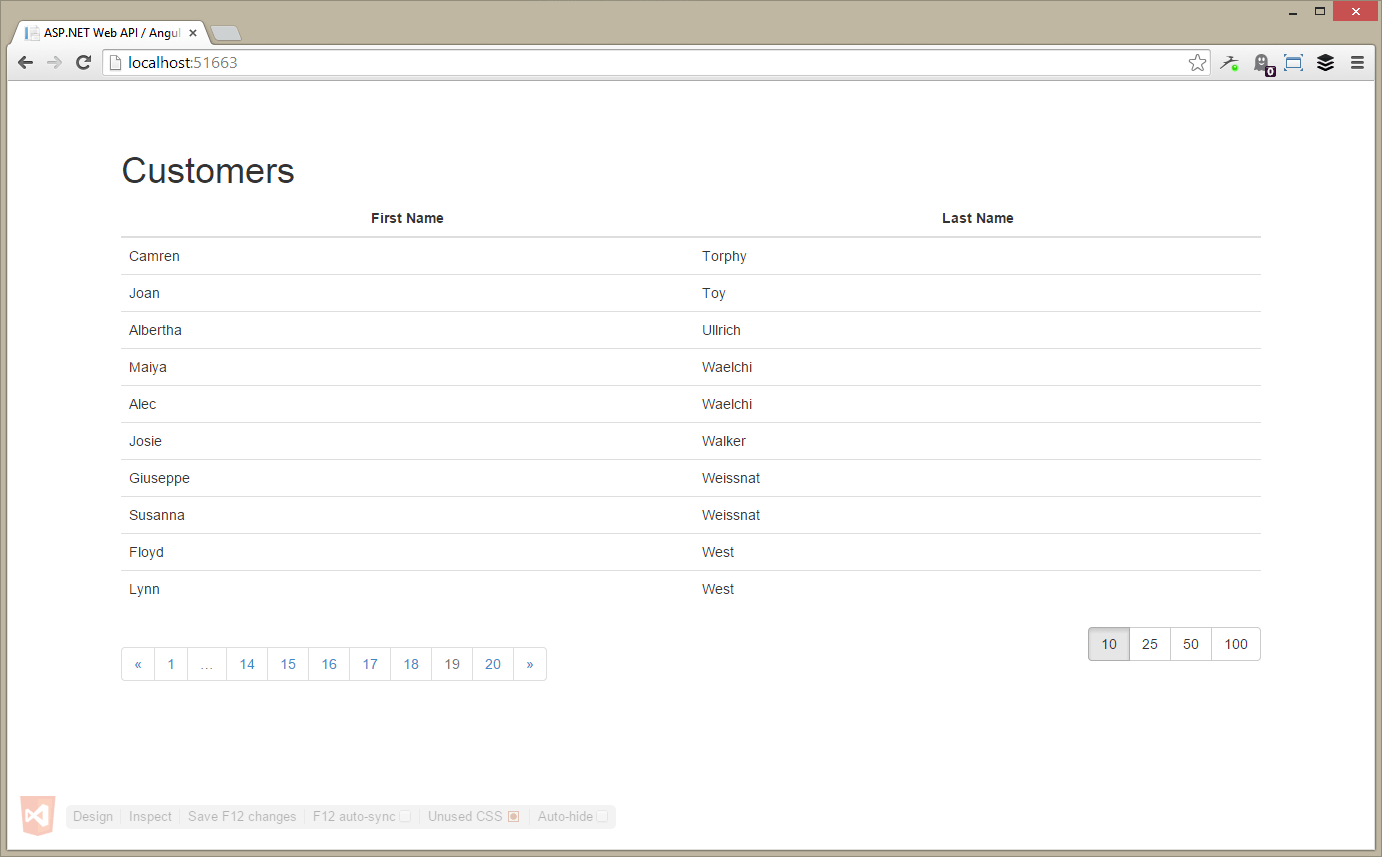 ASP.NET Web API / Angul
localhost:51663
0
Customers
First Name Last Name
Camren Torphy
Joan Toy
Albertha Ullrich
Maiya Waelchi
Alec Waelchi
Josie Walker
Giuseppe Weissnat
Susanna Weissnat
Floyd West
Lynn West
10 25 50 100
« 1 ... 14 15 16 17 18 19 20 »
Design Inspect Save F12 changes F12 auto-sync Unused CSS Auto-hide